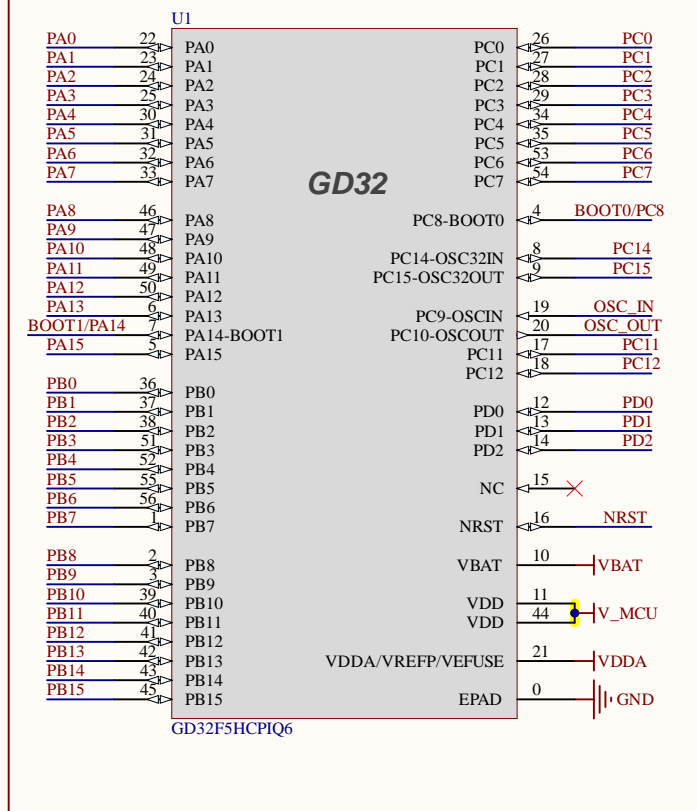 U1
PA0 22 PA0
PA1 23 PA1
PA2 24 PA2
PA3 25 PA3
PA4 30 PA4
PA5 31 PA5
PA6 32 PA6
PA7 33 PA7
PA8 46 PA8
PA9 47 PA9
PA10 48 PA10
PA11 49 PA11
PA12 50 PA12
PA13 6 PA13
BOOT1/PA14 7 PA14-BOOT1
PA15 5 PA15
PB0 36 PB0
PB1 37 PB1
PB2 38 PB2
PB3 51 PB3
PB4 52 PB4
PB5 55 PB5
PB6 56 PB6
PB7 1 PB7
PB8 2 PB8
PB9 3 PB9
PB10 39 PB10
PB11 40 PB11
PB12 41 PB12
PB13 42 PB13
PB14 43 PB14
PB15 45 PB15
GD32
PC0 26 PC0
PC1 27 PC1
PC2 28 PC2
PC3 29 PC3
PC4 34 PC4
PC5 35 PC5
PC6 53 PC6
PC7 54 PC7
PC8-BOOT0 4 BOOT0/PC8
PC14-OSC32IN 8 PC14
PC15-OSC32OUT 9 PC15
PC9-OSCIN 19 OSC_IN
PC10-OSCOUT 20 OSC_OUT
PC11 17 PC11
PC12 18 PC12
PD0 12 PD0
PD1 13 PD1
PD2 14 PD2
NC 15
NRST 16 NRST
VBAT 10 VBAT
VDD 11
VDD 44 V_MCU
VDDA/VREFP/VEFUSE 21 VDDA
EPAD 0 GND
GD32F5HCPIQ6